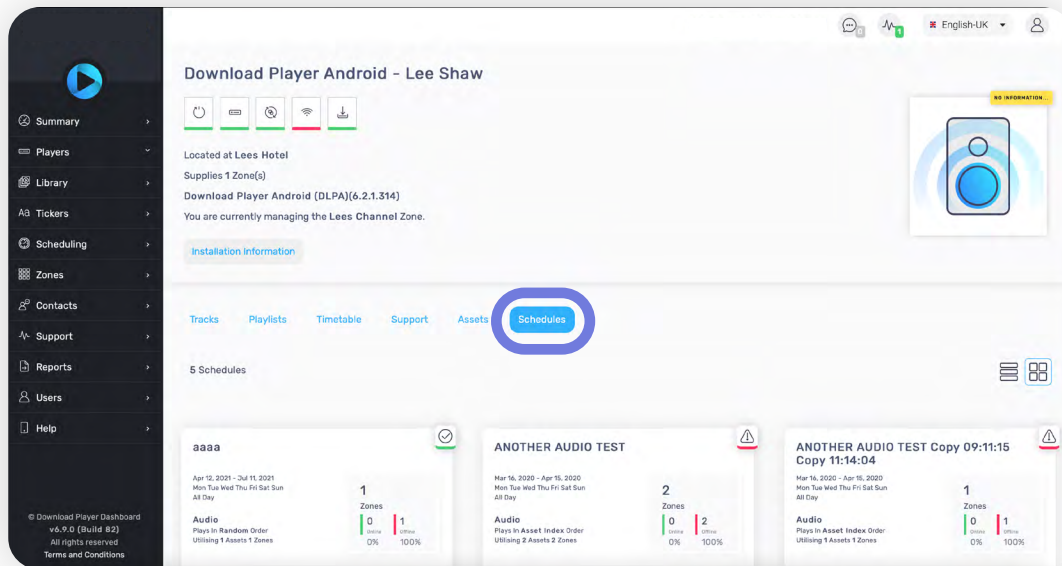 0
1
English-UK
Download Player Android - Lee Shaw
NO INFORMATION...
Located at Lees Hotel
Supplies 1 Zone(s)
Download Player Android (DLPA)(6.2.1.314)
You are currently managing the Lees Channel Zone.
Installation Information
Summary
Players
Library
AB Tickers
Scheduling
Zones
Contacts
Support
Reports
Users
Help
© Download Player Dashboard
v6.9.0 (Build 82)
All rights reserved
Terms and Conditions
Tracks Playlists Timetable Support Assets Schedules
5 Schedules
aaaa
Apr 12, 2021 - Jul 11, 2021
Mon Tue Wed Thu Fri Sat Sun
All Day
Audio
Plays In Random Order
Utilising 1 Assets 1 Zones
1
Zones
0 1
Online Offline
0% 100%
ANOTHER AUDIO TEST
Mar 16, 2020 - Apr 15, 2020
Mon Tue Wed Thu Fri Sat Sun
All Day
Audio
Plays In Asset Index Order
Utilising 2 Assets 2 Zones
2
Zones
0 2
Online Offline
0% 100%
ANOTHER AUDIO TEST Copy 09:11:15
Copy 11:14:04
Mar 16, 2020 - Apr 15, 2020
Mon Tue Wed Thu Fri Sat Sun
All Day
Audio
Plays In Asset Index Order
Utilising 1 Assets 1 Zones
1
Zones
0 1
Online Offline
0% 100%